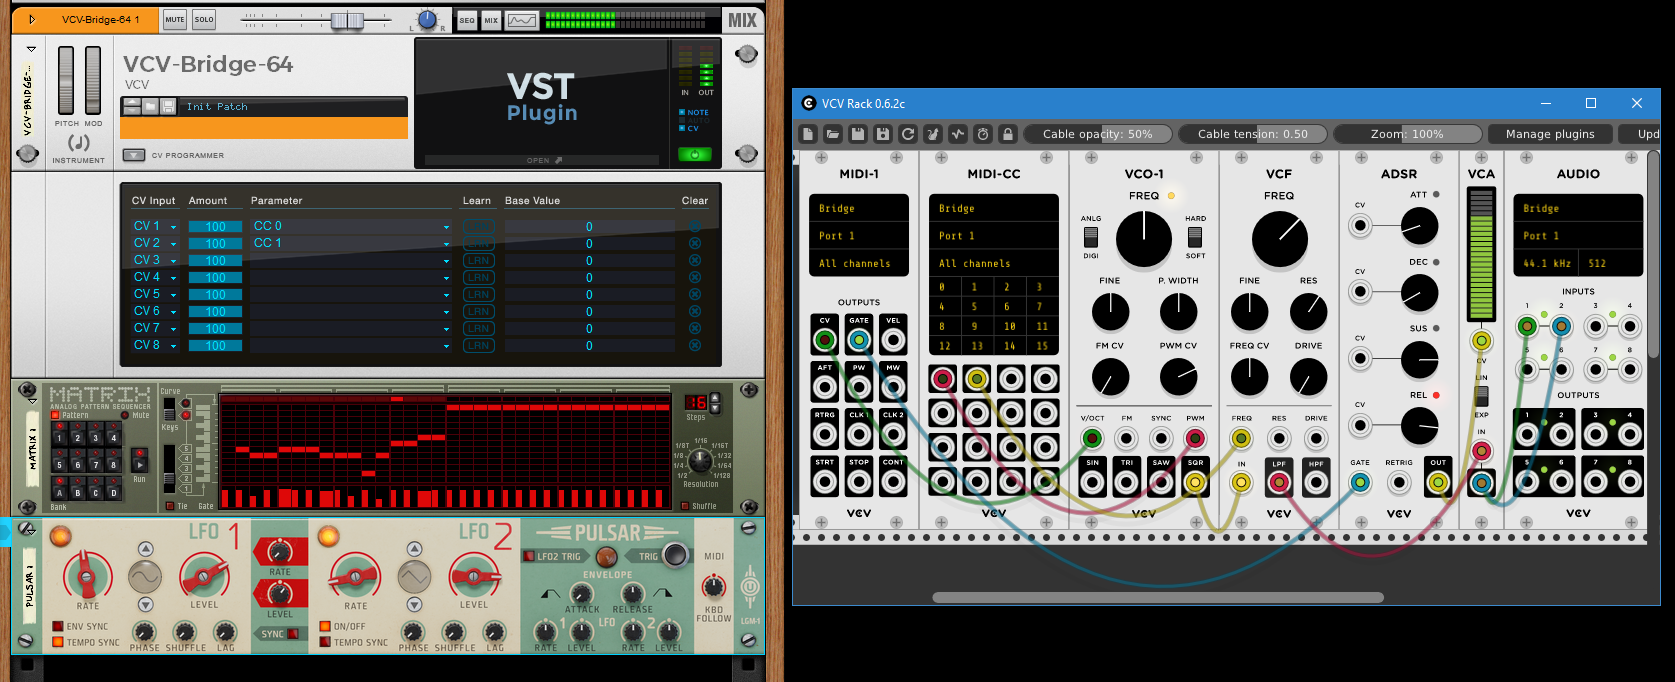 VCV-Bridge-64 1
MUTE
SOLO
L
R
SEQ
MIX
MIX
VCV-BRIDGE-...
PITCH MOD
INSTRUMENT
VCV-Bridge-64
VCV
Init Patch
CV PROGRAMMER
VST
Plugin
OPEN
IN OUT
NOTE
AUTO
CV
CV Input Amount Parameter Learn Base Value Clear
CV 1 100 CC 0 0
CV 2 100 CC 1 LRN 0
CV 3 100 LRN 0
CV 4 100 LRN 0
CV 5 100 LRN 0
CV 6 100 LRN 0
CV 7 100 LRN 0
CV 8 100 LRN 0
MATRIX 1
MATRIX
ANALOG PATTERN SEQUENCER
Pattern Mute
1 2 3 4
5 6 7 8
A B C D
Bank
Run
Curve
Keys
5
4
3
2
1
Tie Gate
16
Steps
1/16
1/8T 1/16T
1/8 1/32
1/4 1/64
1/2 1/128
Resolution
Shuffle
PULSAR 1
LFO 1
RATE
LEVEL
ENV SYNC
TEMPO SYNC
PHASE SHUFFLE LAG
RATE
LEVEL
SYNC
LFO 2
RATE
LEVEL
ON/OFF
TEMPO SYNC
PHASE SHUFFLE LAG
PULSAR
LFO2 TRIG TRIG
ENVELOPE
ATTACK RELEASE
1 LFO 2
RATE LEVEL RATE LEVEL
MIDI
KBD
FOLLOW
LGM-1
VCV Rack 0.6.2c
Cable opacity: 50%
Cable tension: 0.50
Zoom: 100%
Manage plugins
Upd
MIDI-1
Bridge
Port 1
All channels
OUTPUTS
CV GATE VEL
AFT PW MW
RTRG CLK 1 CLK 2
STRT STOP CONT
VCV
MIDI-CC
Bridge
Port 1
All channels
0 1 2 3
4 5 6 7
8 9 10 11
12 13 14 15
VCV
VCO-1
FREQ
ANLG HARD
DIGI SOFT
FINE P. WIDTH
FM CV PWM CV
V/OCT FM SYNC PWM
SIN TRI SAW SQR
VCV
VCF
FREQ
FINE RES
FREQ CV DRIVE
FREQ RES DRIVE
IN LPF HPF
VCV
ADSR
ATT
CV
DEC
CV
SUS
CV
REL
CV
GATE RETRIG OUT
VCV
VCA
CV
LIN
EXP
IN
AUDIO
Bridge
Port 1
44.1 kHz 512
INPUTS
1 2 3 4
5 6 7 8
OUTPUTS
1 2 3 4
5 6 7 8
VCV